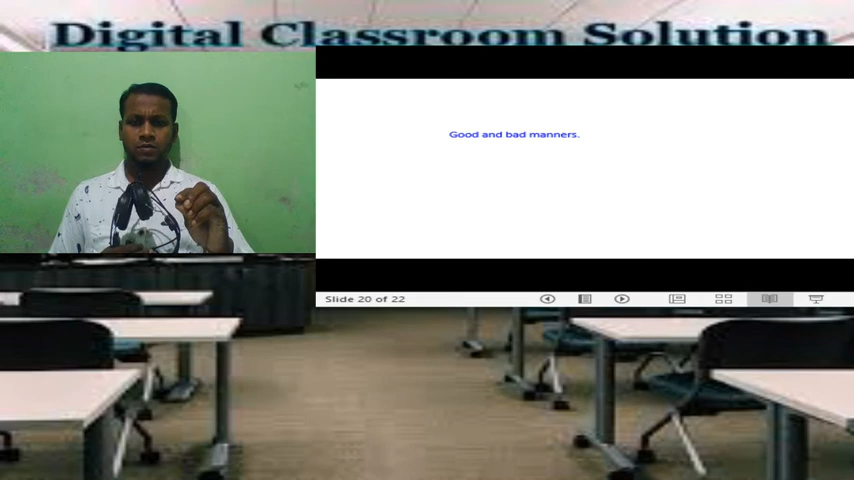 Digital Classroom Solution
Good and bad manners.
Slide 20 of 22